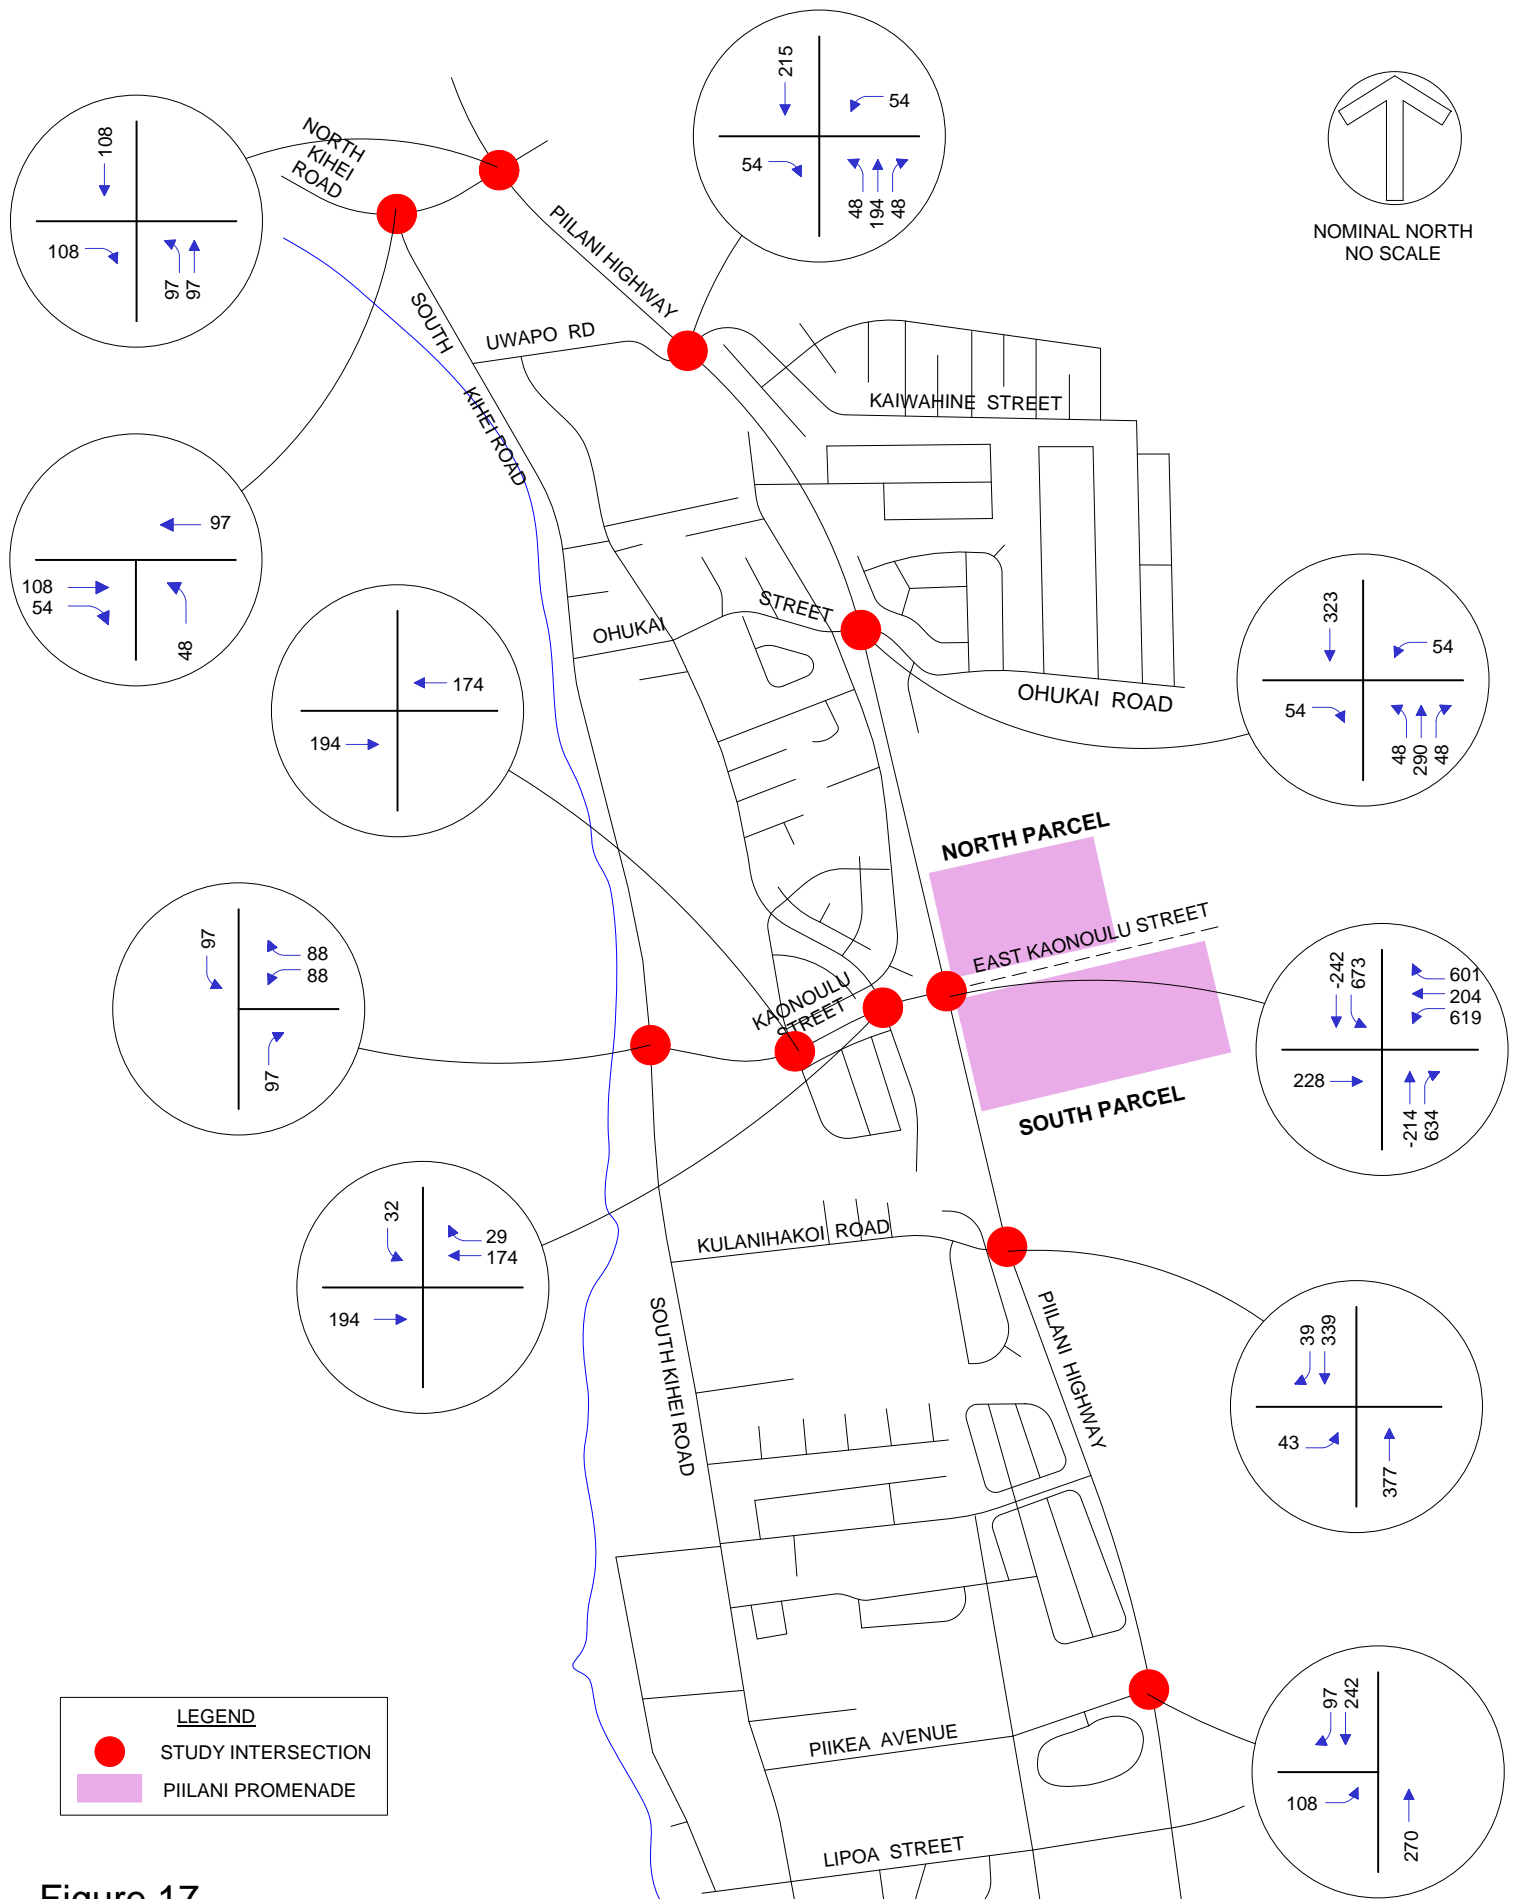 215
54
54
48
194
48
108
108
97
97
NORTH
KIHEI
ROAD
PIILANI HIGHWAY
NOMINAL NORTH
NO SCALE
SOUTH
KIHEI ROAD
UWAPO RD
KAIWAHINE STREET
97
108
54
48
174
194
OHUKAI
STREET
OHUKAI ROAD
323
54
54
48
290
48
NORTH PARCEL
EAST KAONOULU STREET
SOUTH PARCEL
97
88
88
97
KAONOULU
STREET
-242
673
601
204
619
228
-214
634
32
29
174
194
KULANIHAKOI ROAD
SOUTH KIHEI ROAD
PIILANI HIGHWAY
39
339
43
377
97
242
108
270
PIIKEA AVENUE
LIPOA STREET
LEGEND
STUDY INTERSECTION
PIILANI PROMENADE
Figure 17